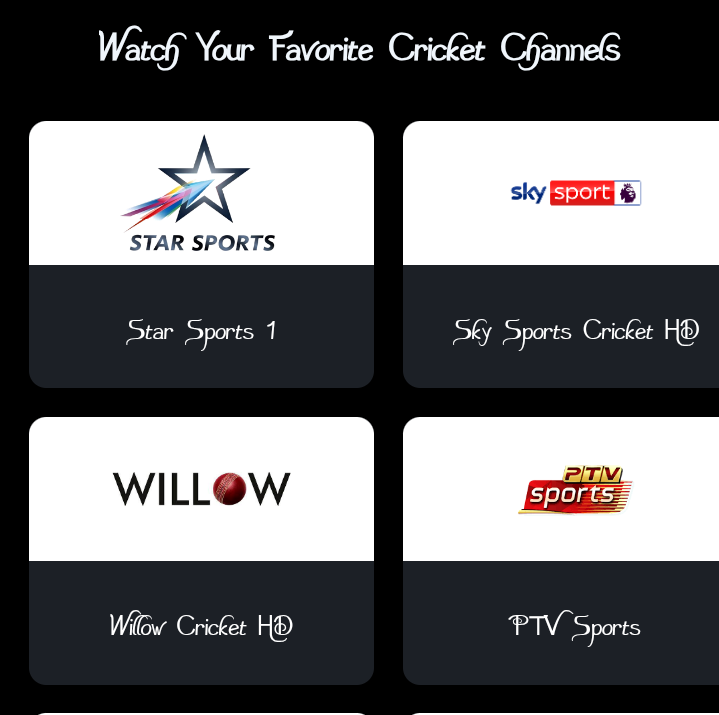 Watch Your Favorite Cricket Channels
STAR SPORTS
sky sport
Star Sports 1
Sky Sports Cricket HD
WILLOW
PTV
sports
Willow Cricket HD
PTV Sports